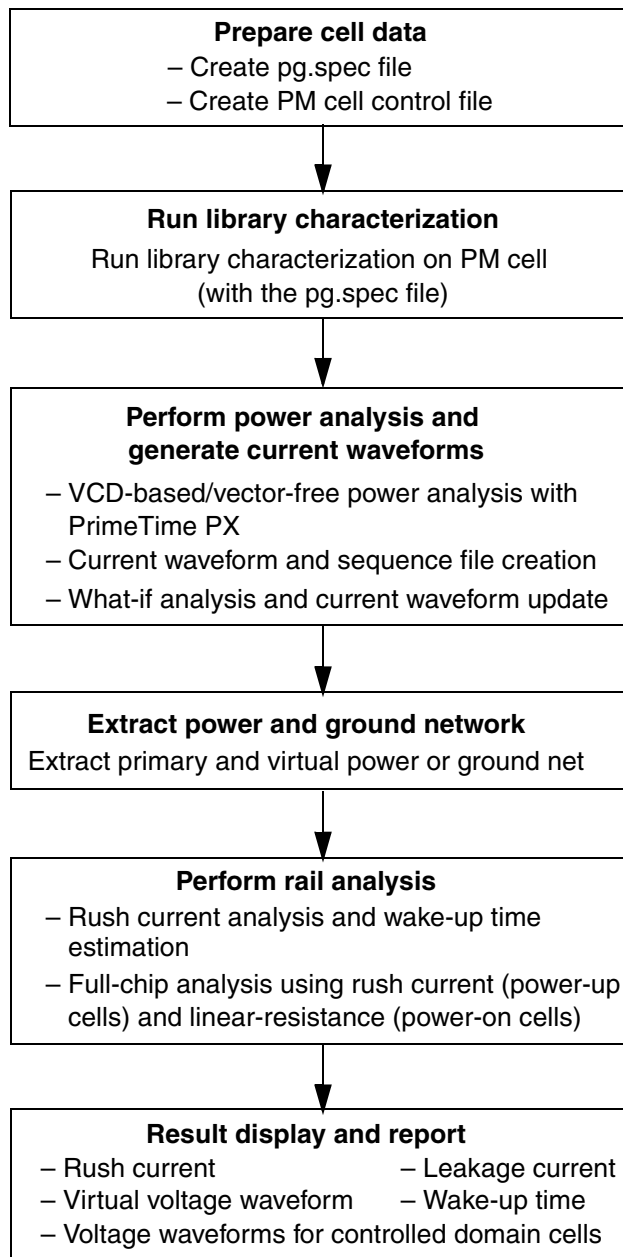 Prepare cell data
– Create pg.spec file
– Create PM cell control file
Run library characterization
Run library characterization on PM cell
(with the pg.spec file)
Perform power analysis and
generate current waveforms
– VCD-based/vector-free power analysis with
PrimeTime PX
– Current waveform and sequence file creation
– What-if analysis and current waveform update
Extract power and ground network
Extract primary and virtual power or ground net
Perform rail analysis
– Rush current analysis and wake-up time
estimation
– Full-chip analysis using rush current (power-up
cells) and linear-resistance (power-on cells)
Result display and report
– Rush current – Leakage current
– Virtual voltage waveform – Wake-up time
– Voltage waveforms for controlled domain cells